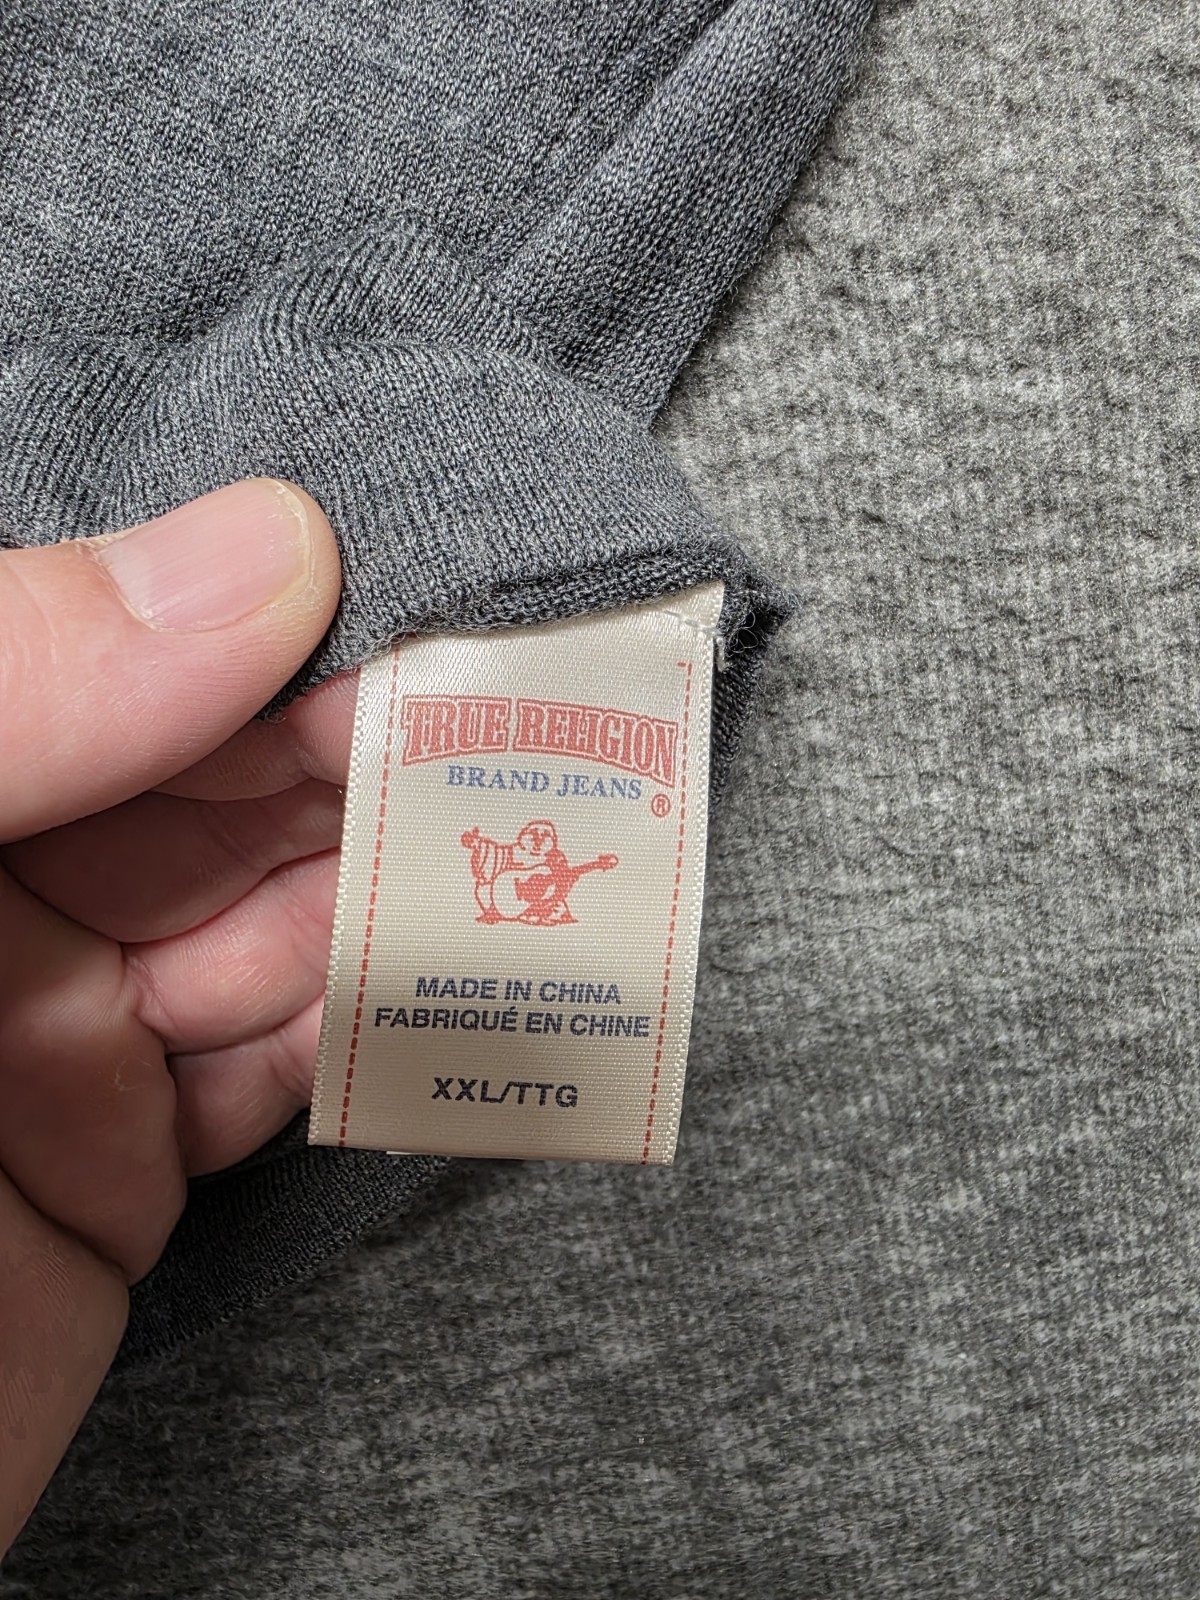 TRUE RELIGION
BRAND JEANS
®
MADE IN CHINA
FABRIQUÉ EN CHINE
XXL/TTG